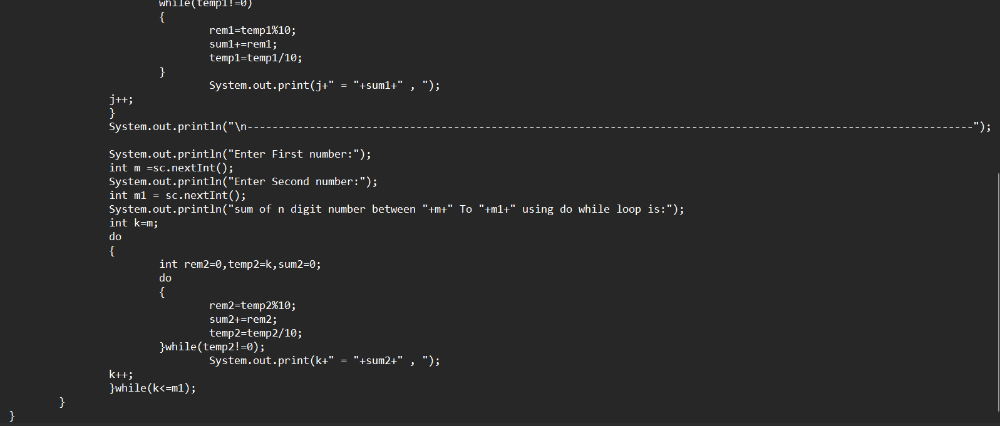 while(temp1!=0)
{
rem1=temp1%10;
sum1+=rem1;
temp1=temp1/10;
}
System.out.print(j+" = "+sum1+" , ");
j++;
}
System.out.println("\n--------------------------------------------------------------------------------------------------------------------");

System.out.println("Enter First number:");
int m =sc.nextInt();
System.out.println("Enter Second number:");
int m1 = sc.nextInt();
System.out.println("sum of n digit number between "+m+" To "+m1+" using do while loop is:");
int k=m;
do
{
int rem2=0,temp2=k,sum2=0;
do
{
rem2=temp2%10;
sum2+=rem2;
temp2=temp2/10;
}while(temp2!=0);
System.out.print(k+" = "+sum2+" , ");
k++;
}while(k<=m1);
}
}